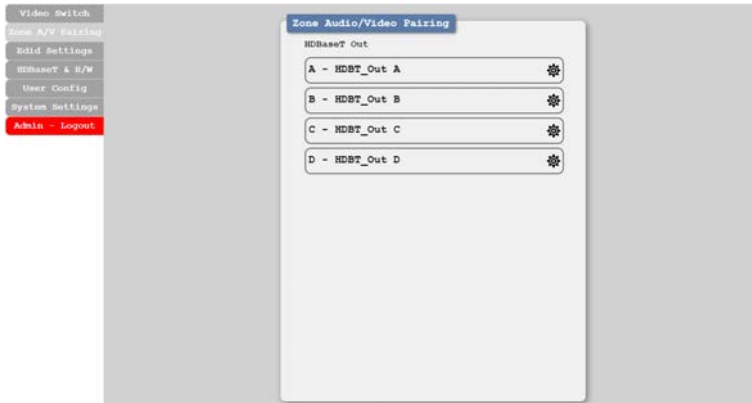 Video Switch
Zone A/V Pairing
Edid Settings
HDBaseT & H/W
User Config
System Settings
Admin - Logout
Zone Audio/Video Pairing
HDBaseT Out
A - HDBT_Out A
B - HDBT_Out B
C - HDBT_Out C
D - HDBT_Out D